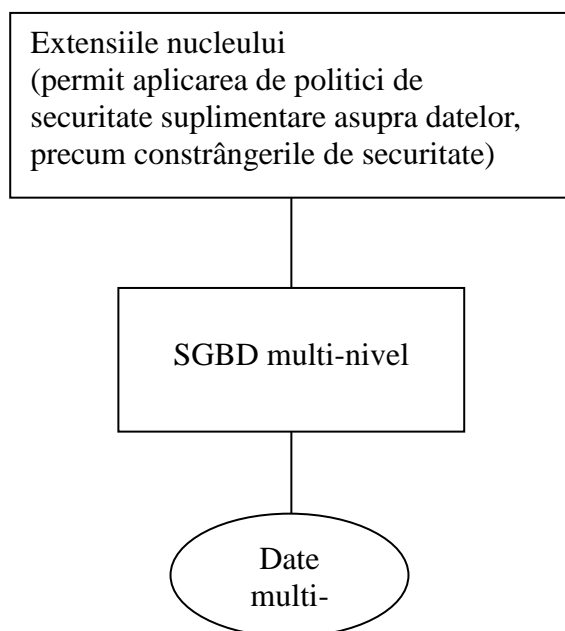 Extensiile nucleului
(permit aplicarea de politici de
securitate suplimentare asupra datelor,
precum constrângerile de securitate)
SGBD multi-nivel
Date
multi-